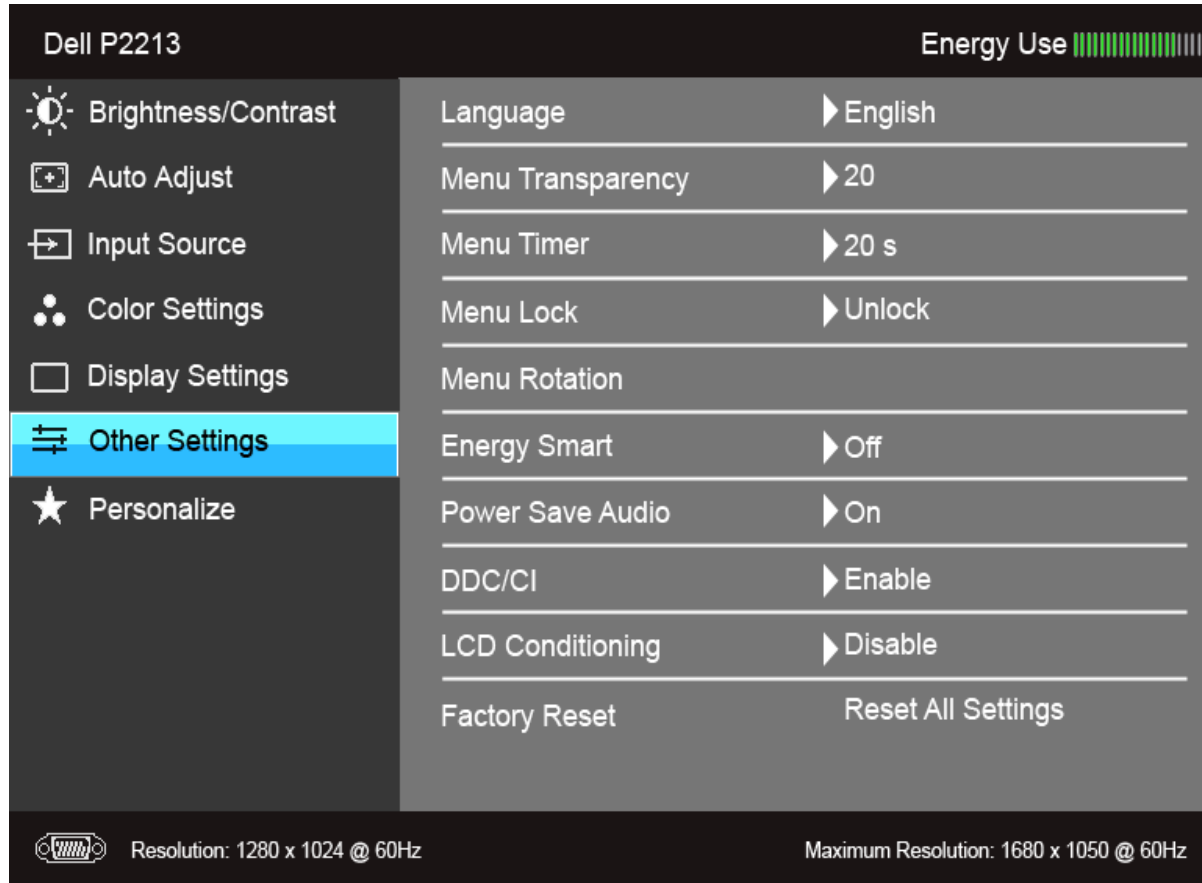 Dell P2213
Energy Use
Brightness/Contrast
Auto Adjust
Input Source
Color Settings
Display Settings
Other Settings
Personalize
Language English
Menu Transparency 20
Menu Timer 20 s
Menu Lock Unlock
Menu Rotation
Energy Smart Off
Power Save Audio On
DDC/CI Enable
LCD Conditioning Disable
Factory Reset Reset All Settings
Resolution: 1280 x 1024 @ 60Hz
Maximum Resolution: 1680 x 1050 @ 60Hz